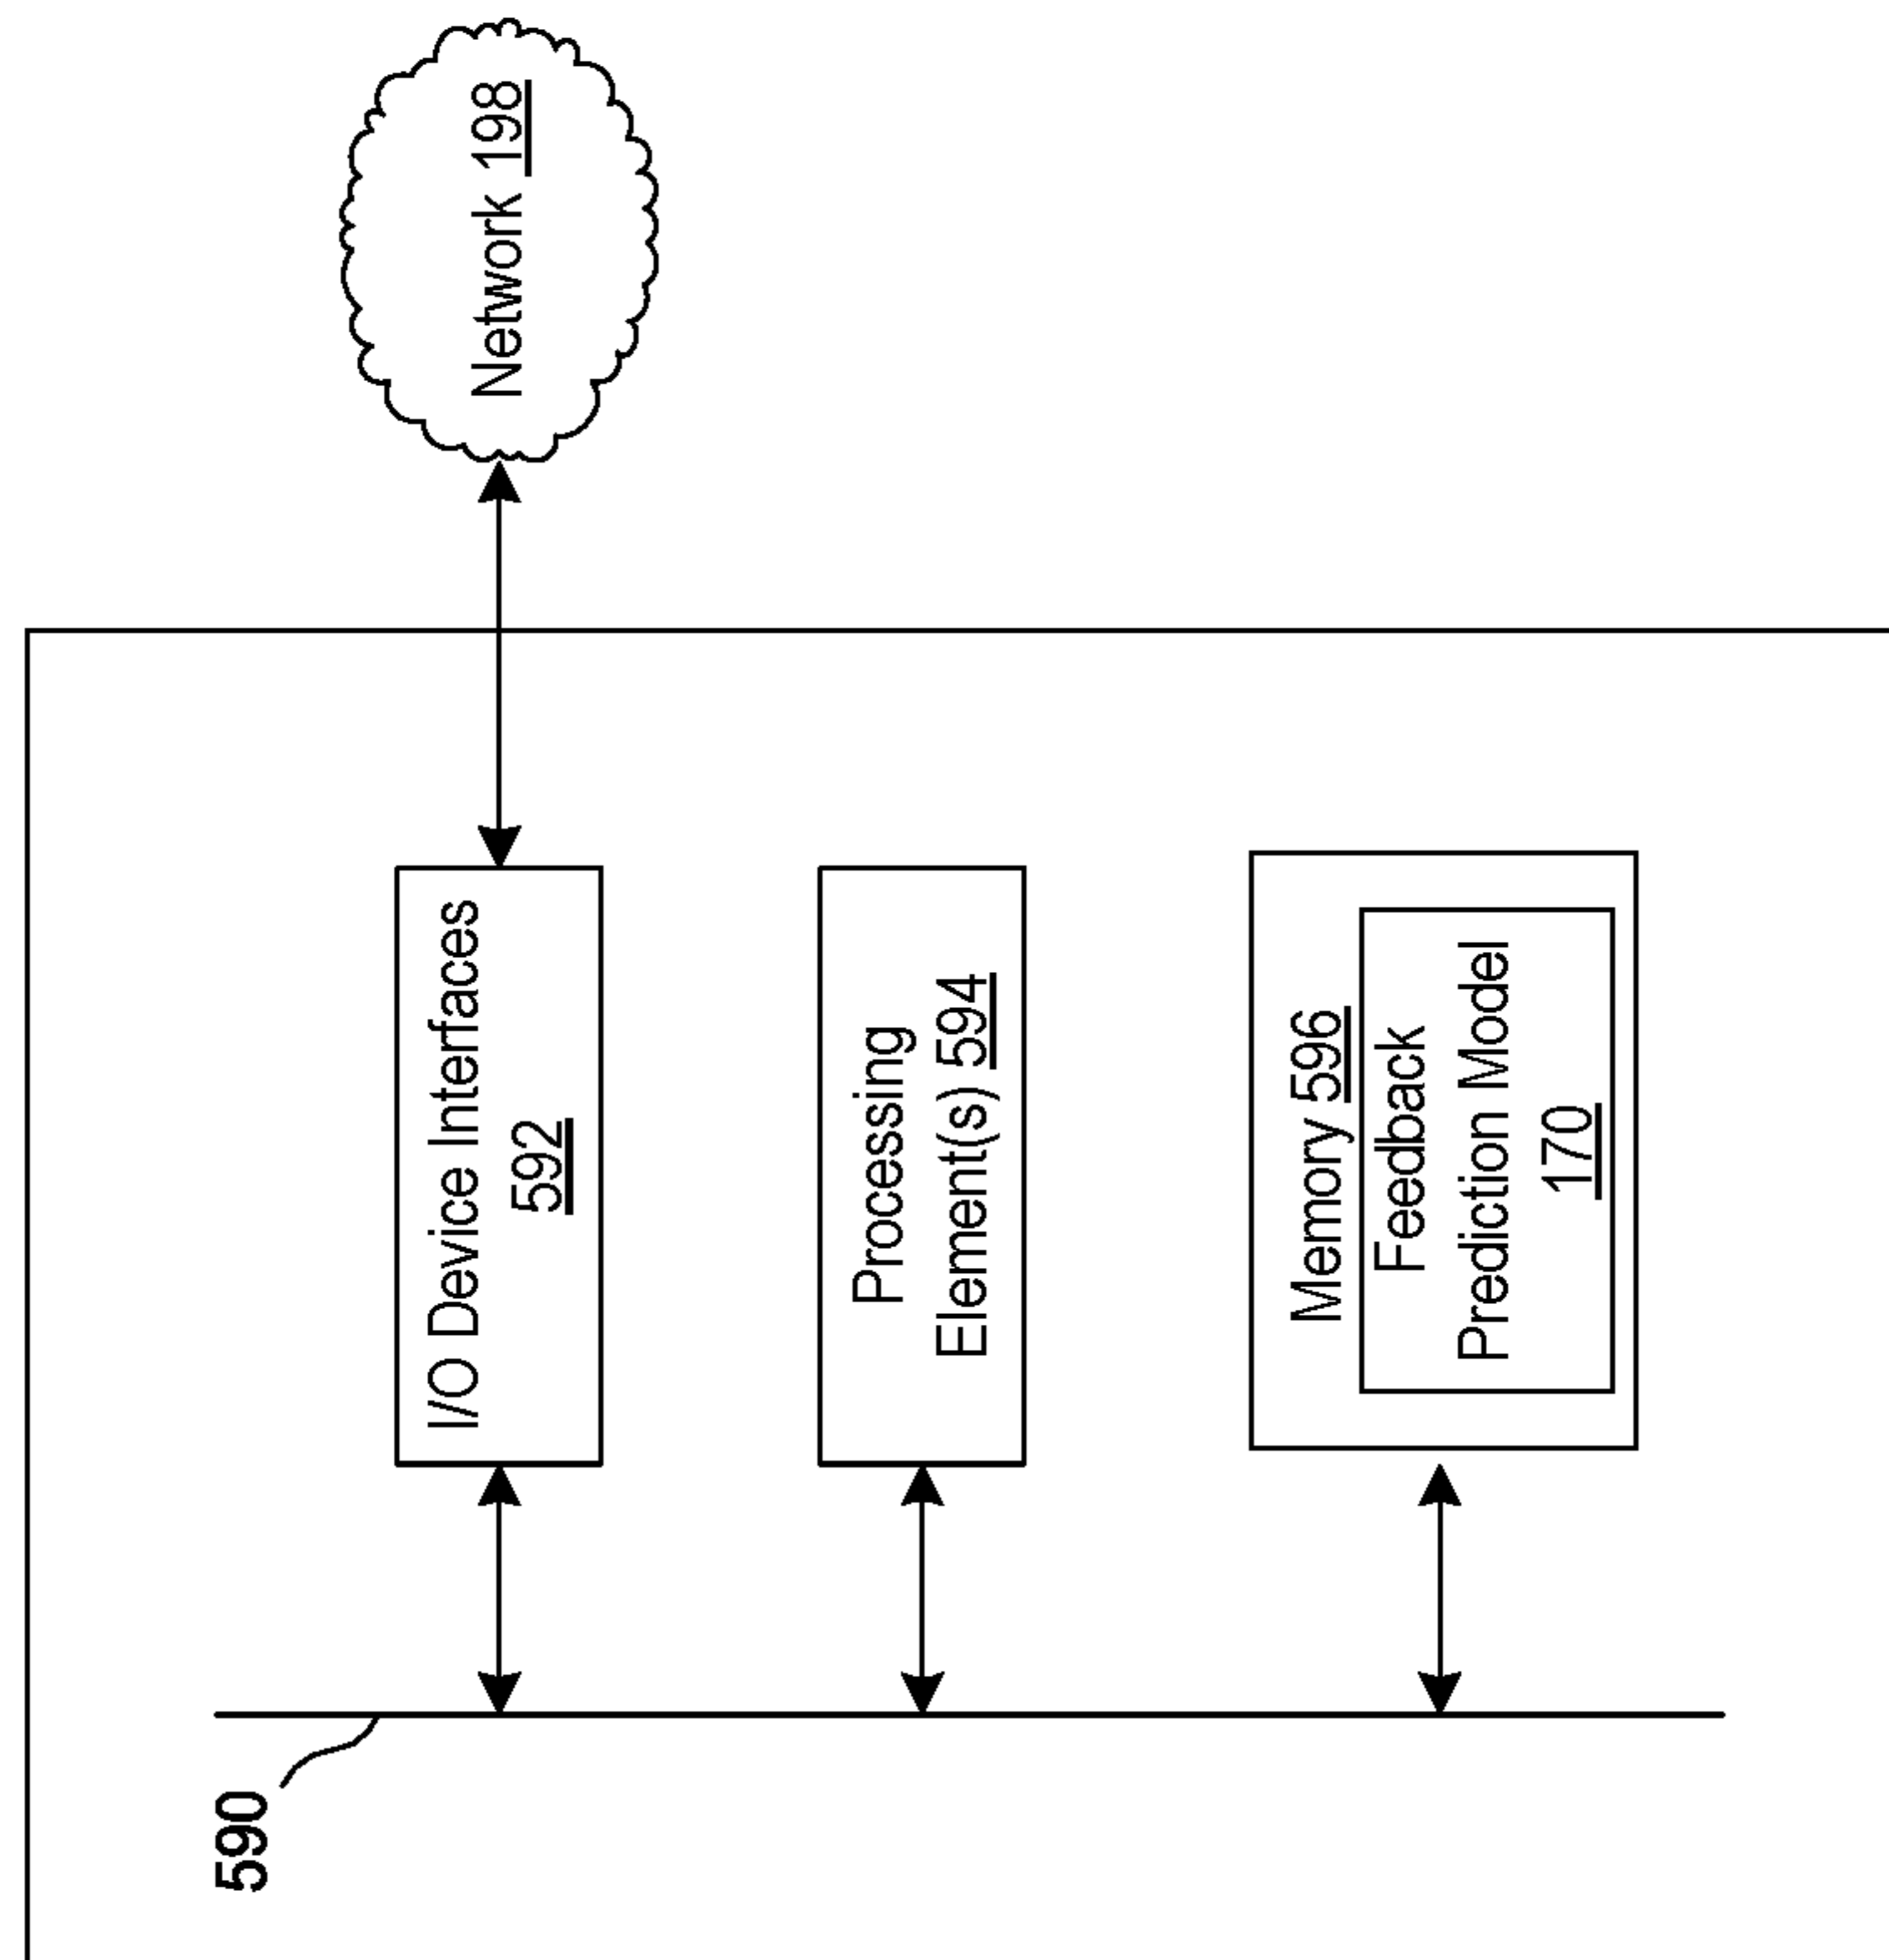 590
I/O Device Interfaces
592
Network 198
Processing
Element(s) 594
Memory 596
Feedback
Prediction Model
170